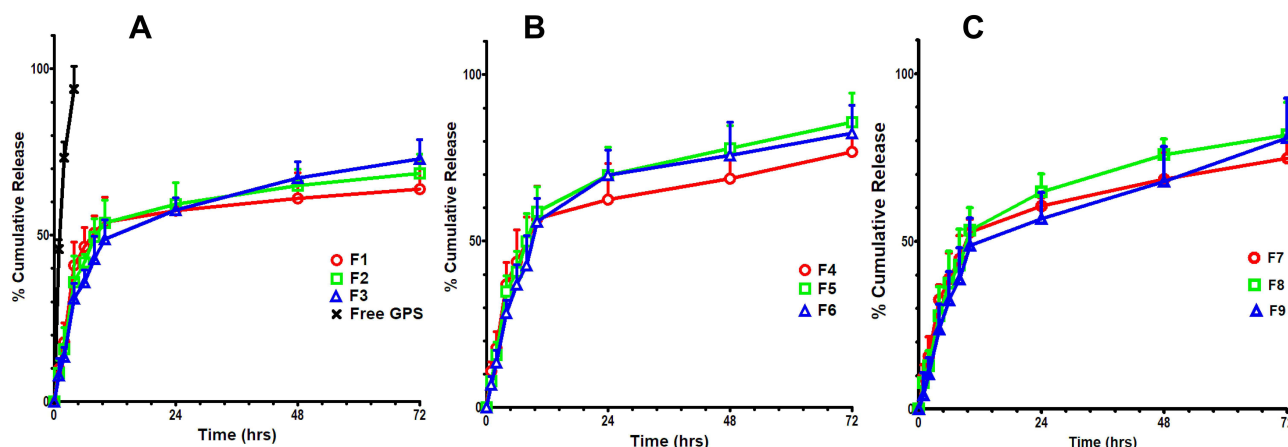 A
% Cumulative Release
100
50
0
0 24 48 72
Time (hrs)
F1
F2
F3
Free GPS
B
% Cumulative Release
100
50
0
0 24 48 72
Time (hrs)
F4
F5
F6
C
% Cumulative Release
100
50
0
0 24 48 72
Time (hrs)
F7
F8
F9